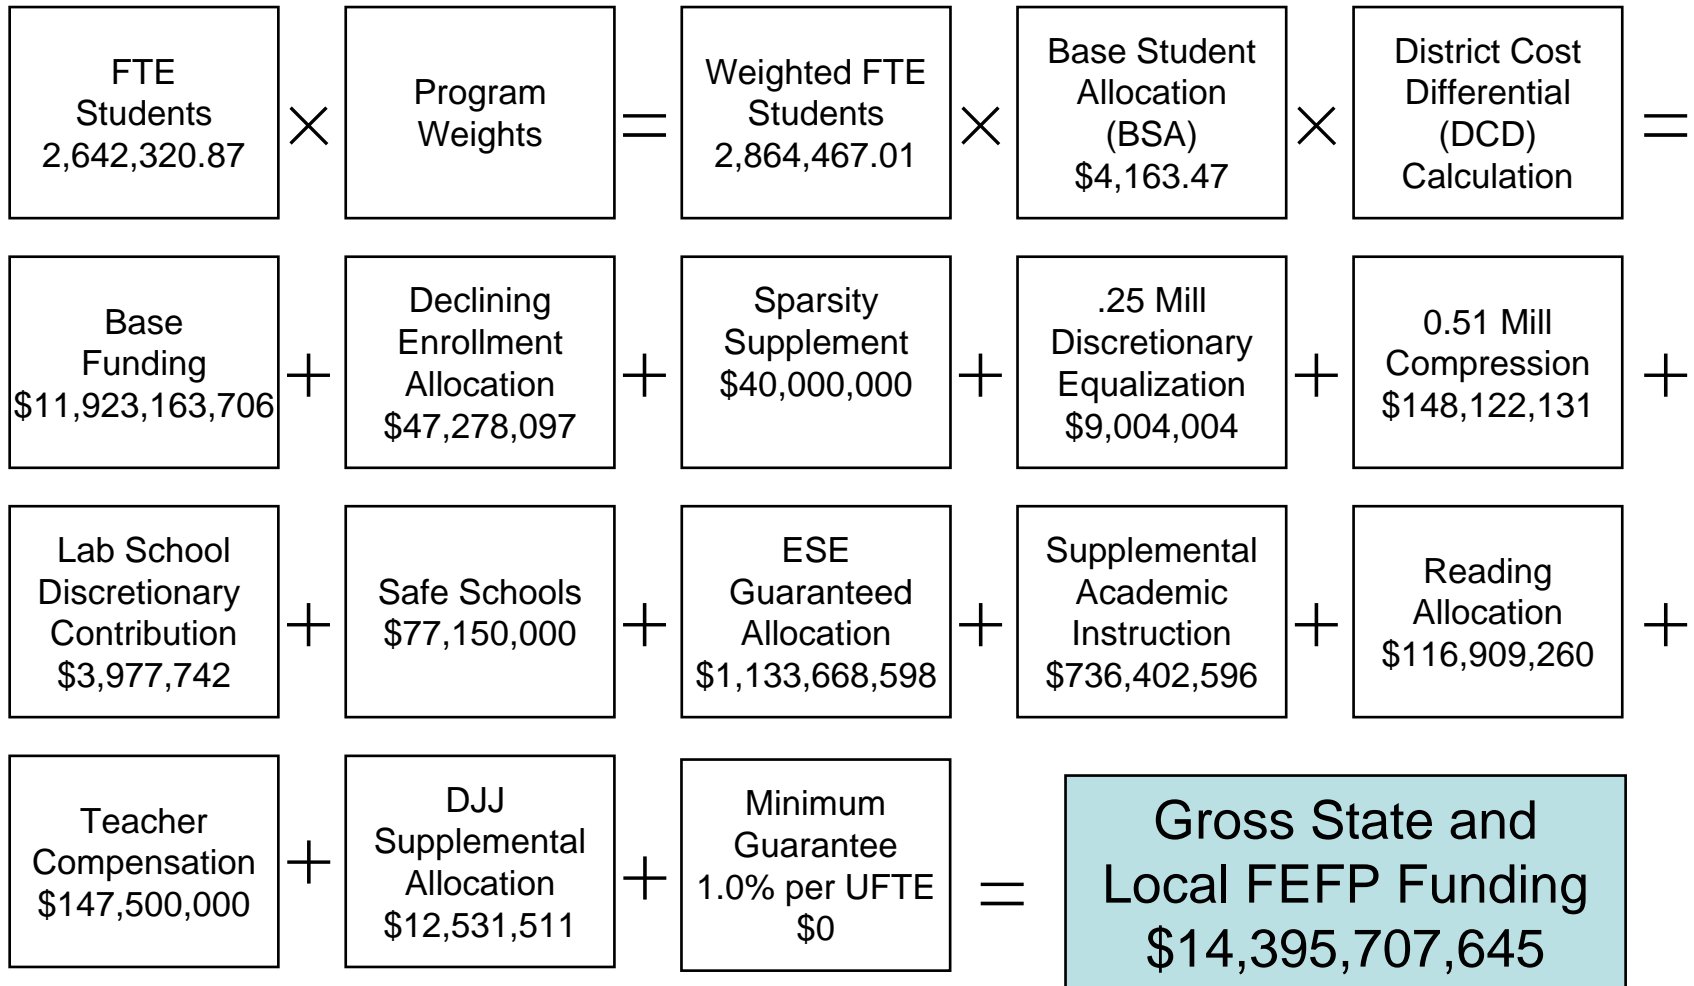 FTE
Students
2,642,320.87
×
Program
Weights
=
Weighted FTE
Students
2,864,467.01
×
Base Student
Allocation
(BSA)
$4,163.47
×
District Cost
Differential
(DCD)
Calculation
=
Base
Funding
$11,923,163,706
+
Declining
Enrollment
Allocation
$47,278,097
+
Sparsity
Supplement
$40,000,000
+
.25 Mill
Discretionary
Equalization
$9,004,004
+
0.51 Mill
Compression
$148,122,131
+
Lab School
Discretionary
Contribution
$3,977,742
+
Safe Schools
$77,150,000
+
ESE
Guaranteed
Allocation
$1,133,668,598
+
Supplemental
Academic
Instruction
$736,402,596
+
Reading
Allocation
$116,909,260
+
Teacher
Compensation
$147,500,000
+
DJJ
Supplemental
Allocation
$12,531,511
+
Minimum
Guarantee
1.0% per UFTE
$0
=
Gross State and
Local FEFP Funding
$14,395,707,645